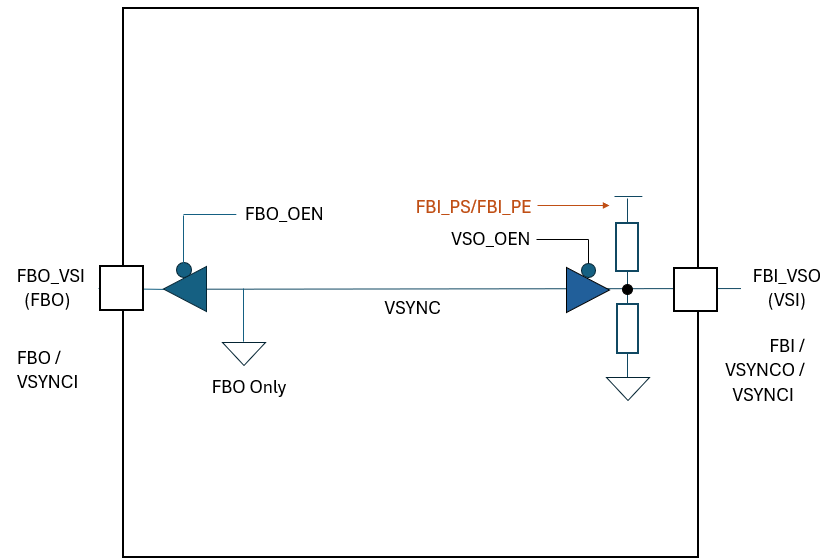 FBO_OEN
FBI_PS/FBI_PE
VSO_OEN
FBO_VSI
(FBO)
FBO /
VSYNCI
VSYNC
FBO Only
FBI_VSO
(VSI)
FBI /
VSYNCO /
VSYNCI